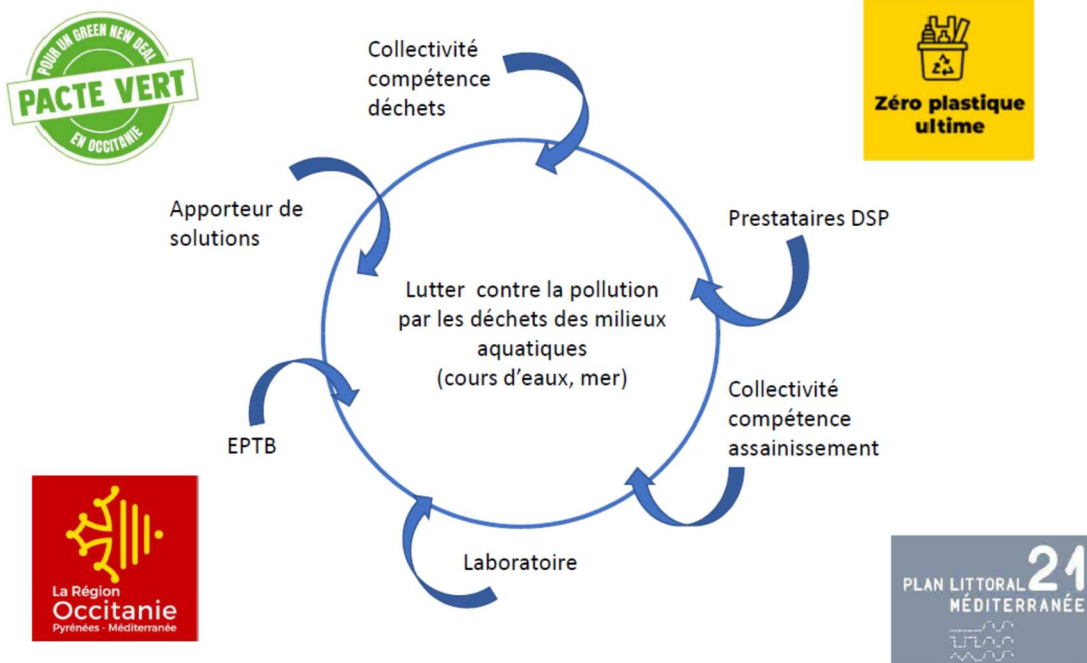 POUR UN GREEN NEW DEAL
PACTE VERT
EN OCCITANIE
Collectivité
compétence
déchets
Zéro plastique
ultime
Apporteur de
solutions
Prestataires DSP
Lutter contre la pollution
par les déchets des milieux
aquatiques
(cours d'eaux, mer)
Collectivité
compétence
assainissement
EPTB
Laboratoire
La Région
Occitanie
Pyrénées - Méditerranée
PLAN LITTORAL 21
MÉDITERRANÉE